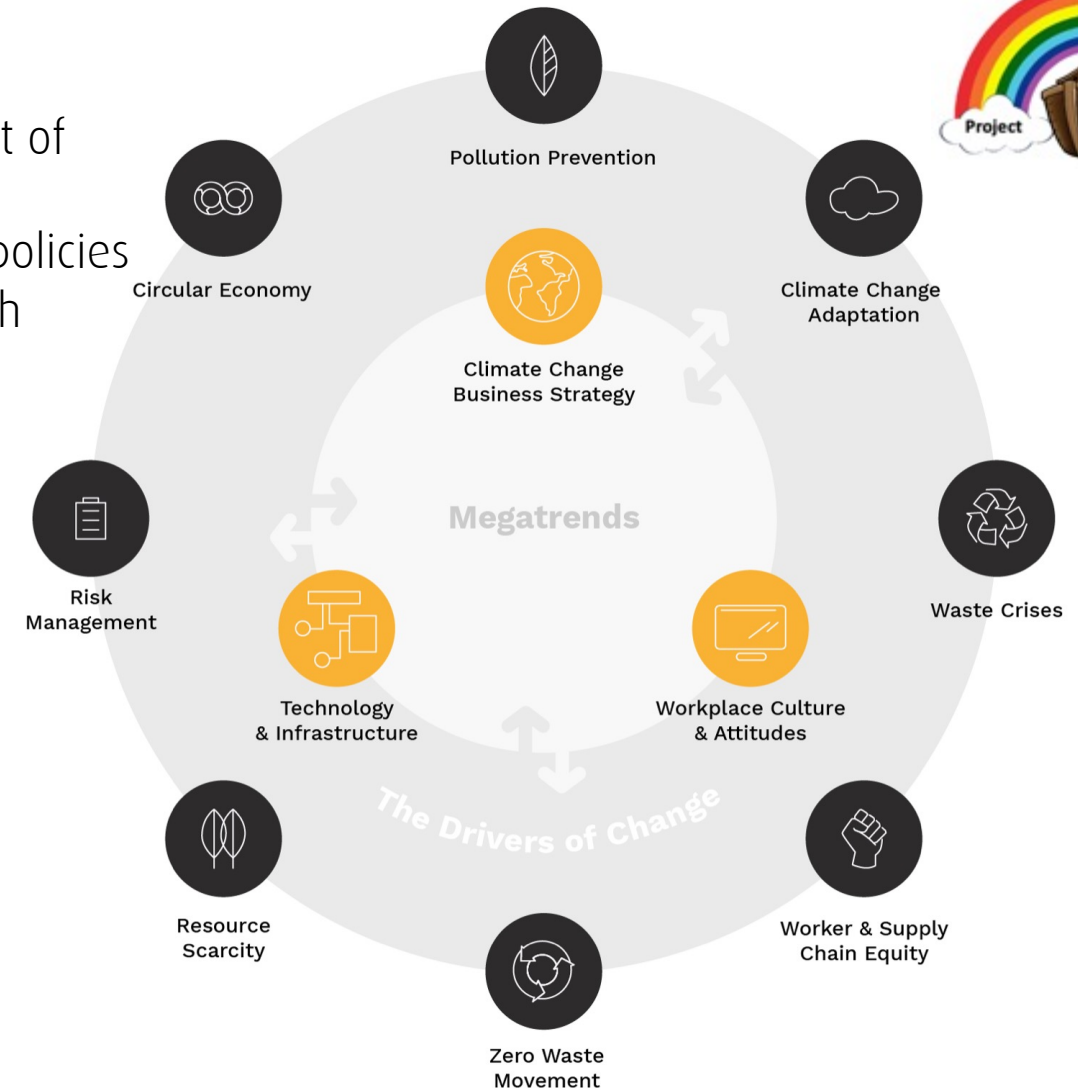 t of
policies
h
Project
Pollution Prevention
Circular Economy
Climate Change
Adaptation
Climate Change
Business Strategy
Megatrends
Risk
Management
Waste Crises
Technology
& Infrastructure
Workplace Culture
& Attitudes
The Drivers of Change
Resource
Scarcity
Worker & Supply
Chain Equity
Zero Waste
Movement